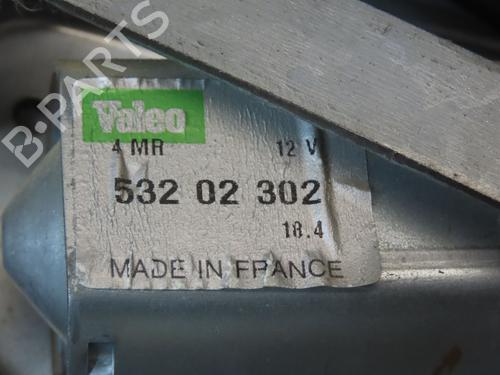 B-PARTS
Valeo
4 MR 12 V
532 02 302
18.4
MADE IN FRANCE